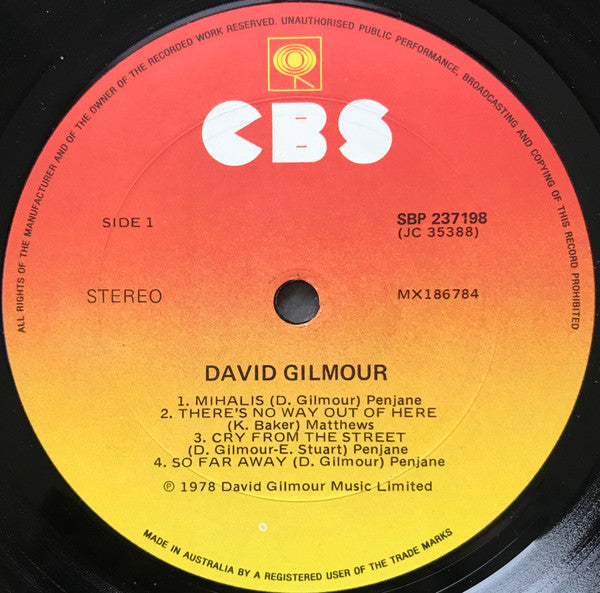 ALL RIGHTS OF THE MANUFACTURER AND OF THE OWNER OF THE RECORDED WORK RESERVED. UNAUTHORISED PUBLIC PERFORMANCE, BROADCASTING AND COPYING OF THIS RECORD PROHIBITED
CBS
SIDE 1
SBP 237198
(JC 35388)
STEREO
MX186784
DAVID GILMOUR
1. MIHALIS (D. Gilmour) Penjane
2. THERE'S NO WAY OUT OF HERE
(K. Baker) Matthews
3. CRY FROM THE STREET
(D. Gilmour-E. Stuart) Penjane
4. SO FAR AWAY (D. Gilmour) Penjane
℗ 1978 David Gilmour Music Limited
MADE IN AUSTRALIA BY A REGISTERED USER OF THE TRADE MARKS